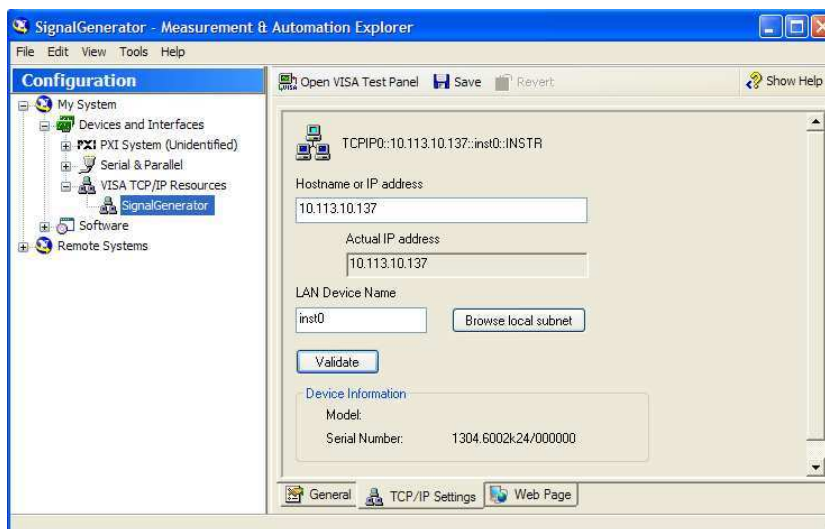 SignalGenerator - Measurement & Automation Explorer
File Edit View Tools Help
Configuration
My System
Devices and Interfaces
PXI PXI System (Unidentified)
Serial & Parallel
VISA TCP/IP Resources
SignalGenerator
Software
Remote Systems
VISA Open VISA Test Panel Save Revert Show Help
TCPIP0::10.113.10.137::inst0::INSTR
Hostname or IP address
10.113.10.137
Actual IP address
10.113.10.137
LAN Device Name
inst0 Browse local subnet
Validate
Device Information
Model:
Serial Number: 1304.6002k24/000000
General TCP/IP Settings Web Page